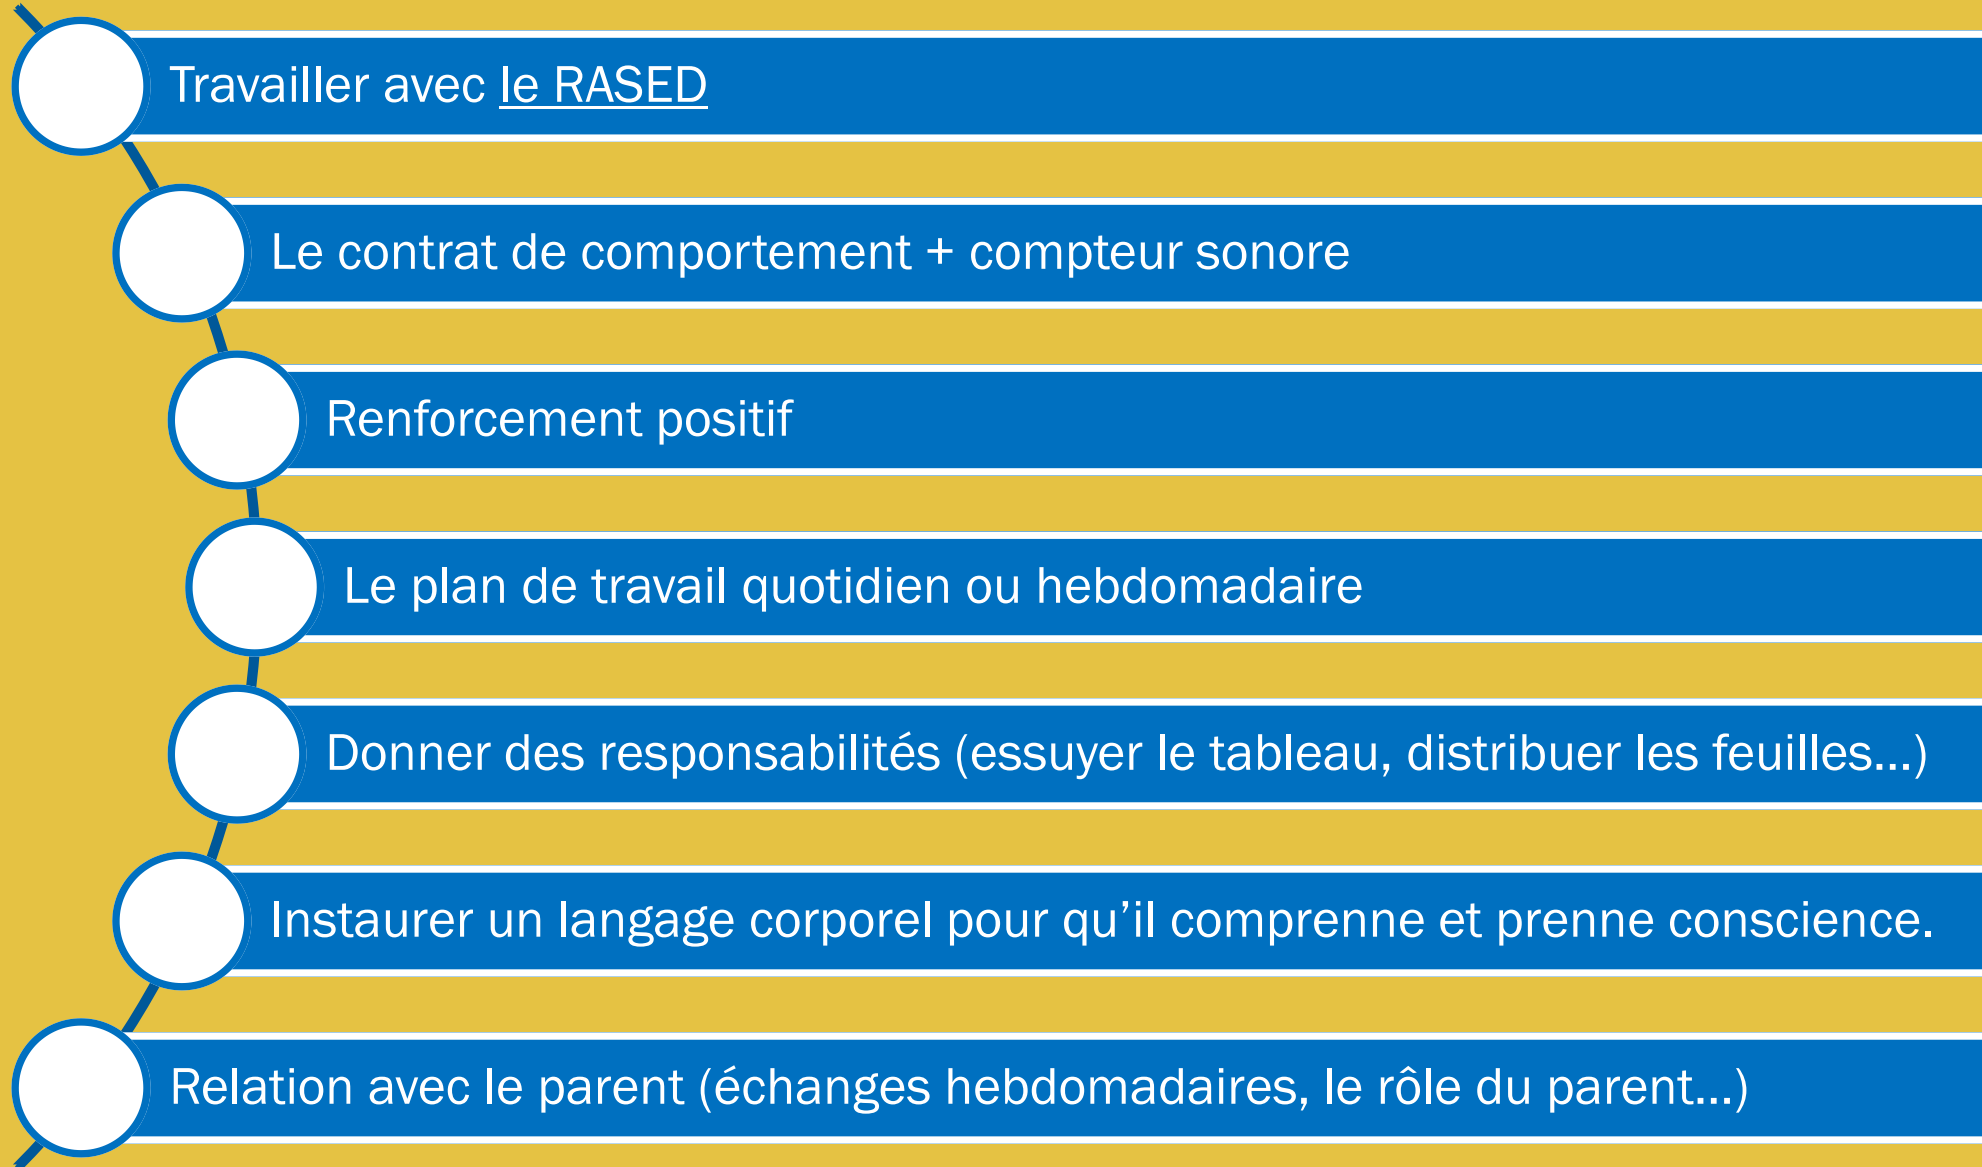 Travailler avec le RASED
Le contrat de comportement + compteur sonore
Renforcement positif
Le plan de travail quotidien ou hebdomadaire
Donner des responsabilités (essuyer le tableau, distribuer les feuilles…)
Instaurer un langage corporel pour qu’il comprenne et prenne conscience.
Relation avec le parent (échanges hebdomadaires, le rôle du parent…)